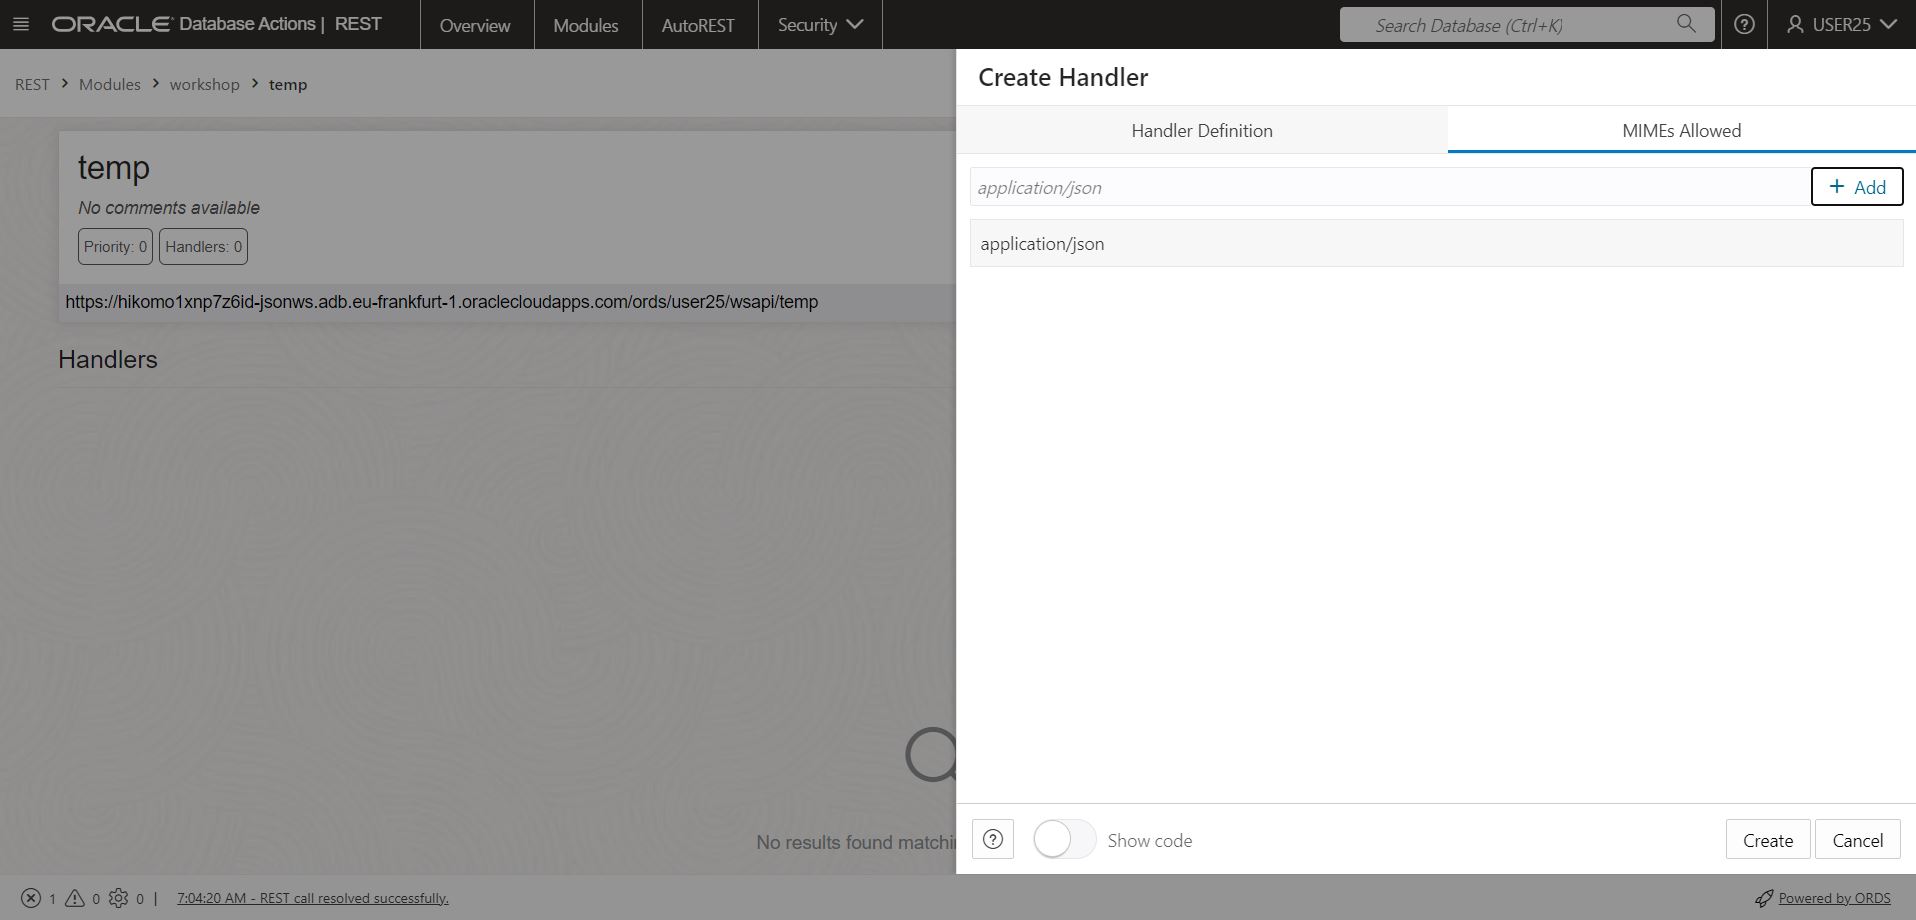 ORACLE Database Actions | REST Overview Modules AutoREST Security Search Database (Ctrl+K) USER25
REST > Modules > workshop > temp
temp
No comments available
Priority: 0 Handlers: 0
https://hikomo1xnp7z6id-jsonws.adb.eu-frankfurt-1.oraclecloudapps.com/ords/user25/wsapi/temp
Handlers
No results found
Create Handler
Handler Definition MIMEs Allowed
application/json + Add
application/json
Show code Create Cancel
1 0 0 | 7:04:20 AM - REST call resolved successfully. Powered by ORDS